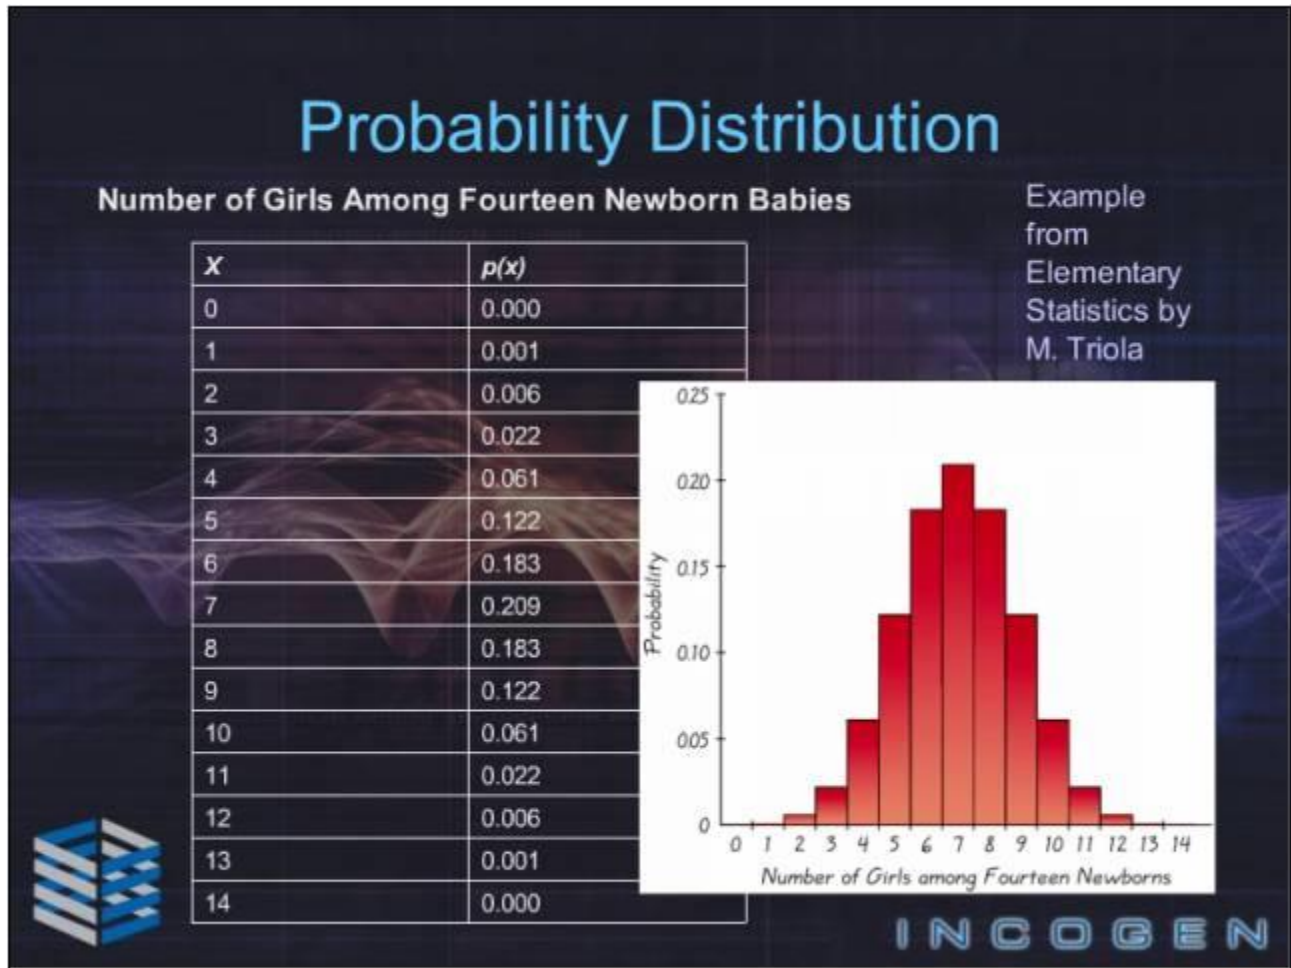 Probability Distribution
Number of Girls Among Fourteen Newborn Babies
Example
from
Elementary
Statistics by
M. Triola
X p(x)
0 0.000
1 0.001
2 0.006
3 0.022
4 0.061
5 0.122
6 0.183
7 0.209
8 0.183
9 0.122
10 0.061
11 0.022
12 0.006
13 0.001
14 0.000
0.25
0.20
0.15
0.10
0.05
0
Probability
0 1 2 3 4 5 6 7 8 9 10 11 12 13 14
Number of Girls among Fourteen Newborns
INCOGEN